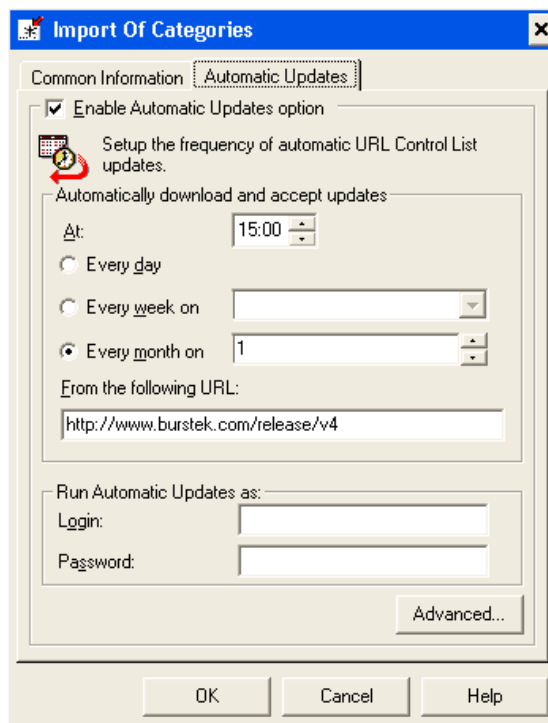 Import Of Categories
Common Information
Automatic Updates
Enable Automatic Updates option
Setup the frequency of automatic URL Control List
updates.
Automatically download and accept updates
At:
15:00
Every day
Every week on
Every month on
1
From the following URL:
http://www.burstek.com/release/v4
Run Automatic Updates as:
Login:
Password:
Advanced...
OK
Cancel
Help